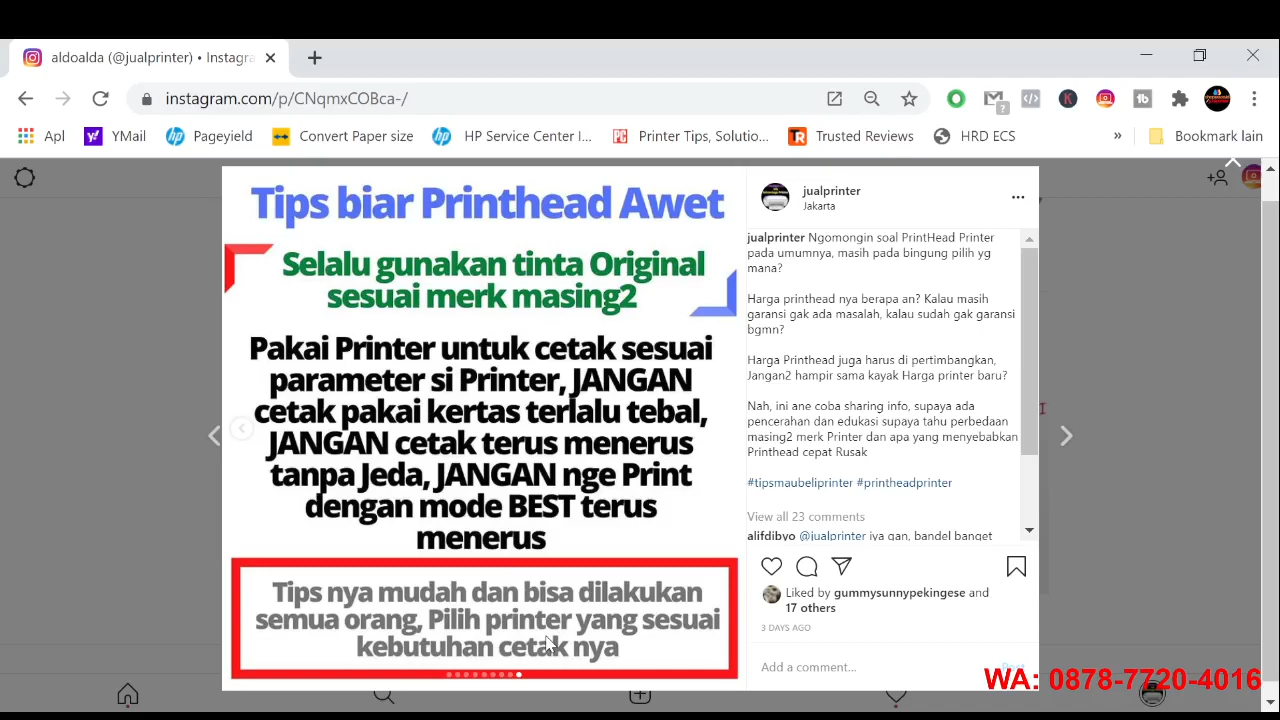 aldoalda (@jualprinter) • Instagra
instagram.com/p/CNqmxCOBca-/
Apl
YMail
Pageyield
Convert Paper size
HP Service Center I...
Printer Tips, Solutio...
Trusted Reviews
HRD ECS
»
Bookmark lain
Tips biar Printhead Awet
Selalu gunakan tinta Original
sesuai merk masing2
Pakai Printer untuk cetak sesuai
parameter si Printer, JANGAN
cetak pakai kertas terlalu tebal,
JANGAN cetak terus menerus
tanpa Jeda, JANGAN nge Print
dengan mode BEST terus
menerus
Tips nya mudah dan bisa dilakukan
semua orang, Pilih printer yang sesuai
kebutuhan cetak nya
jualprinter
Jakarta
jualprinter Ngomongin soal PrintHead Printer
pada umumnya, masih pada bingung pilih yg
mana?
Harga printhead nya berapa an? Kalau masih
garansi gak ada masalah, kalau sudah gak garansi
bgmn?
Harga Printhead juga harus di pertimbangkan,
Jangan2 hampir sama kayak Harga printer baru?
Nah, ini ane coba sharing info, supaya ada
pencerahan dan edukasi supaya tahu perbedaan
masing2 merk Printer dan apa yang menyebabkan
Printhead cepat Rusak
#tipsmaubeliprinter #printheadprinter
View all 23 comments
alifdibyo @jualprinter iya gan, bandel banget
Liked by gummysunnypekingese and
17 others
3 DAYS AGO
Add a comment...
Post
WA: 0878-7720-4016